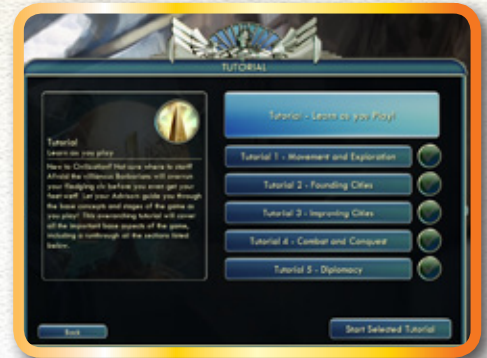 TUTORIAL
Tutorial
Learn as you play
New to Civilization? Not sure where to start?
Afraid the villainous Barbarians will overrun
your fledgling civ before you even get your
feet wet? Let your Advisors guide you through
the base concepts and stages of the game as
you play! This overarching tutorial will cover
all the important base aspects of the game,
including a runthrough all the sections listed
below.
Tutorial - Learn as you Play!
Tutorial 1 - Movement and Exploration
Tutorial 2 - Founding Cities
Tutorial 3 - Improving Cities
Tutorial 4 - Combat and Conquest
Tutorial 5 - Diplomacy
Back
Start Selected Tutorial